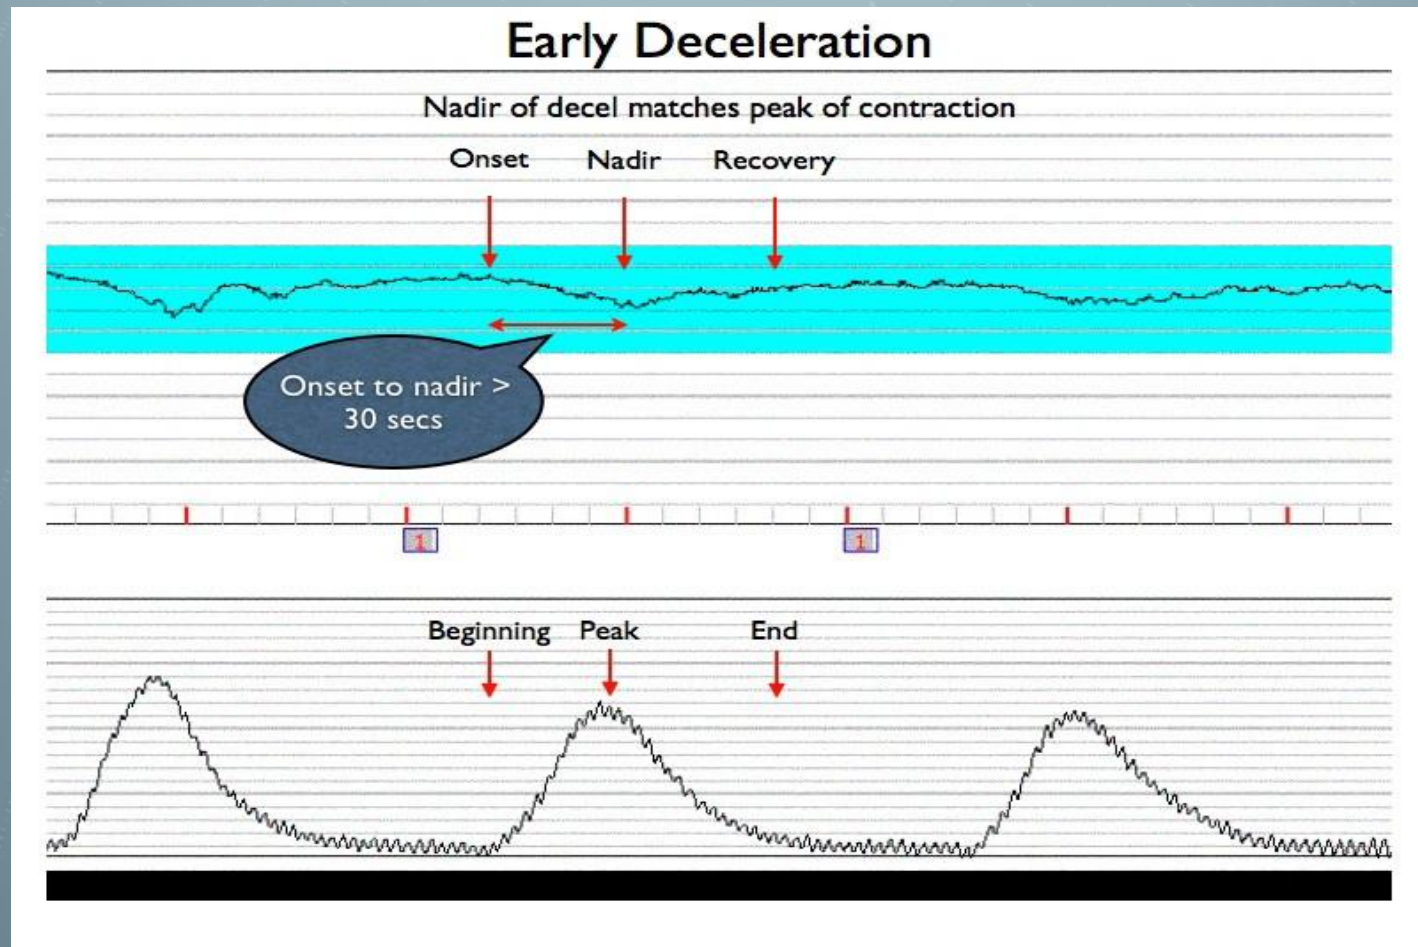 Early Deceleration
Nadir of decel matches peak of contraction
Onset Nadir Recovery
Onset to nadir >
30 secs
1 1
Beginning Peak End